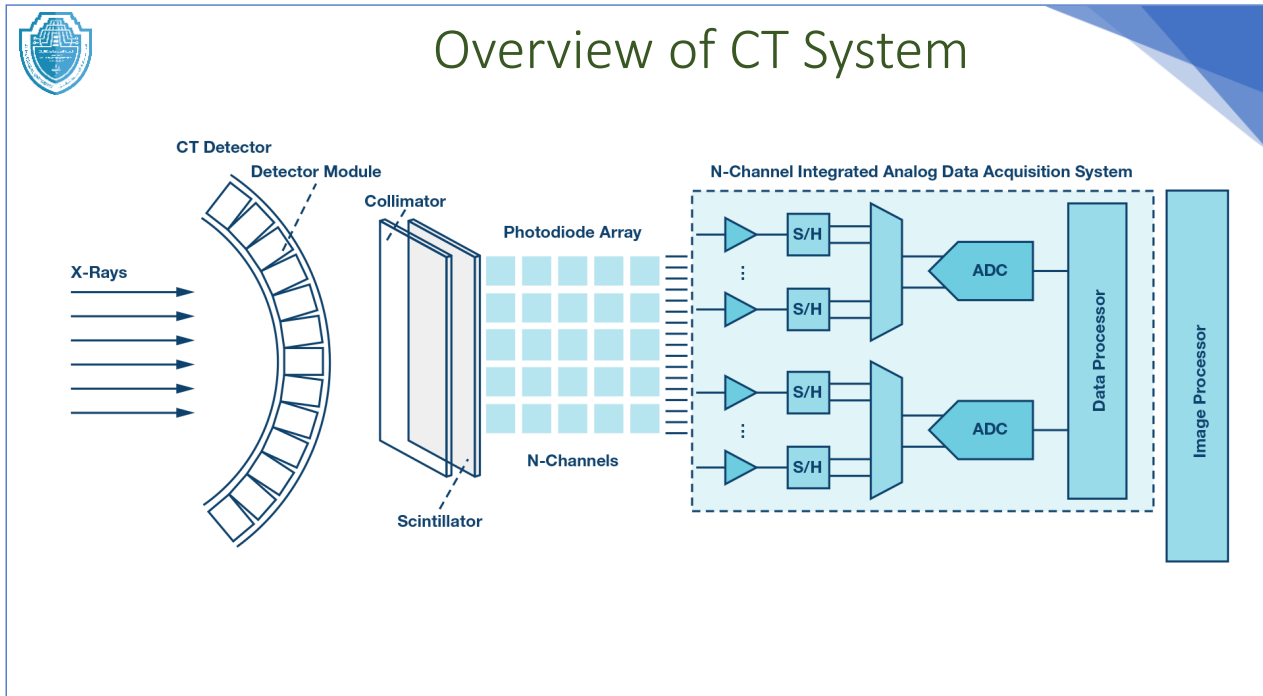 Overview of CT System
CT Detector
Detector Module
Collimator
N-Channel Integrated Analog Data Acquisition System
Photodiode Array
X-Rays
S/H
ADC
⋮
S/H
Data Processor
Image Processor
S/H
ADC
⋮
S/H
N-Channels
Scintillator